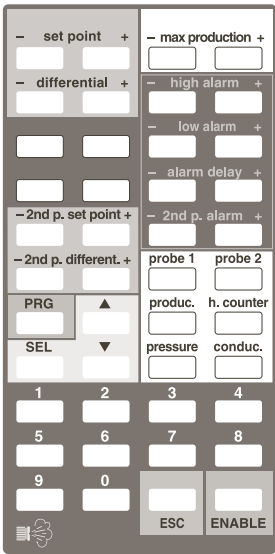 - set point +
- max production +
- differential +
- high alarm +
- low alarm +
- alarm delay +
- 2nd p. set point +
- 2nd p. alarm +
- 2nd p. different. +
probe 1 probe 2
PRG ▲ produc. h. counter
SEL ▼ pressure conduc.
1 2 3 4
5 6 7 8
9 0
ESC ENABLE